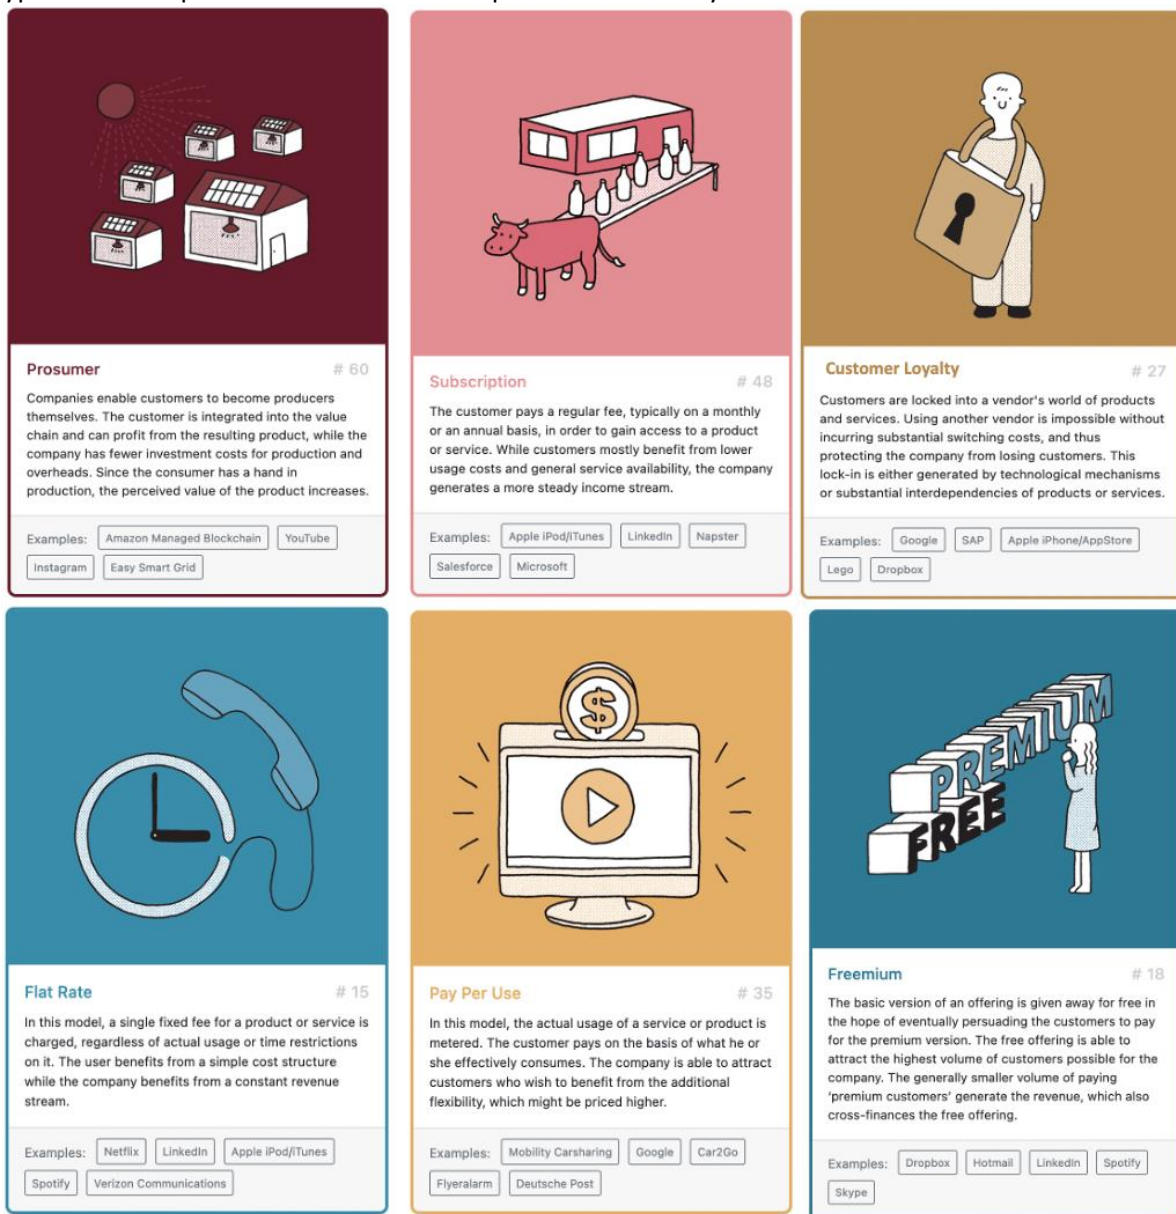 Prosumer # 60
Companies enable customers to become producers
themselves. The customer is integrated into the value
chain and can profit from the resulting product, while the
company has fewer investment costs for production and
overheads. Since the consumer has a hand in
production, the perceived value of the product increases.
Examples: Amazon Managed Blockchain YouTube
Instagram Easy Smart Grid
Subscription # 48
The customer pays a regular fee, typically on a monthly
or an annual basis, in order to gain access to a product
or service. While customers mostly benefit from lower
usage costs and general service availability, the company
generates a more steady income stream.
Examples: Apple iPod/iTunes LinkedIn Napster
Salesforce Microsoft
Customer Loyalty # 27
Customers are locked into a vendor's world of products
and services. Using another vendor is impossible without
incurring substantial switching costs, and thus
protecting the company from losing customers. This
lock-in is either generated by technological mechanisms
or substantial interdependencies of products or services.
Examples: Google SAP Apple iPhone/AppStore
Lego Dropbox
Flat Rate # 15
In this model, a single fixed fee for a product or service is
charged, regardless of actual usage or time restrictions
on it. The user benefits from a simple cost structure
while the company benefits from a constant revenue
stream.
Examples: Netflix LinkedIn Apple iPod/iTunes
Spotify Verizon Communications
$
Pay Per Use # 35
In this model, the actual usage of a service or product is
metered. The customer pays on the basis of what he or
she effectively consumes. The company is able to attract
customers who wish to benefit from the additional
flexibility, which might be priced higher.
Examples: Mobility Carsharing Google Car2Go
Flyeralarm Deutsche Post
PREMIUM
FREE
Freemium # 18
The basic version of an offering is given away for free in
the hope of eventually persuading the customers to pay
for the premium version. The free offering is able to
attract the highest volume of customers possible for the
company. The generally smaller volume of paying
'premium customers' generate the revenue, which also
cross-finances the free offering.
Examples: Dropbox Hotmail LinkedIn Spotify
Skype